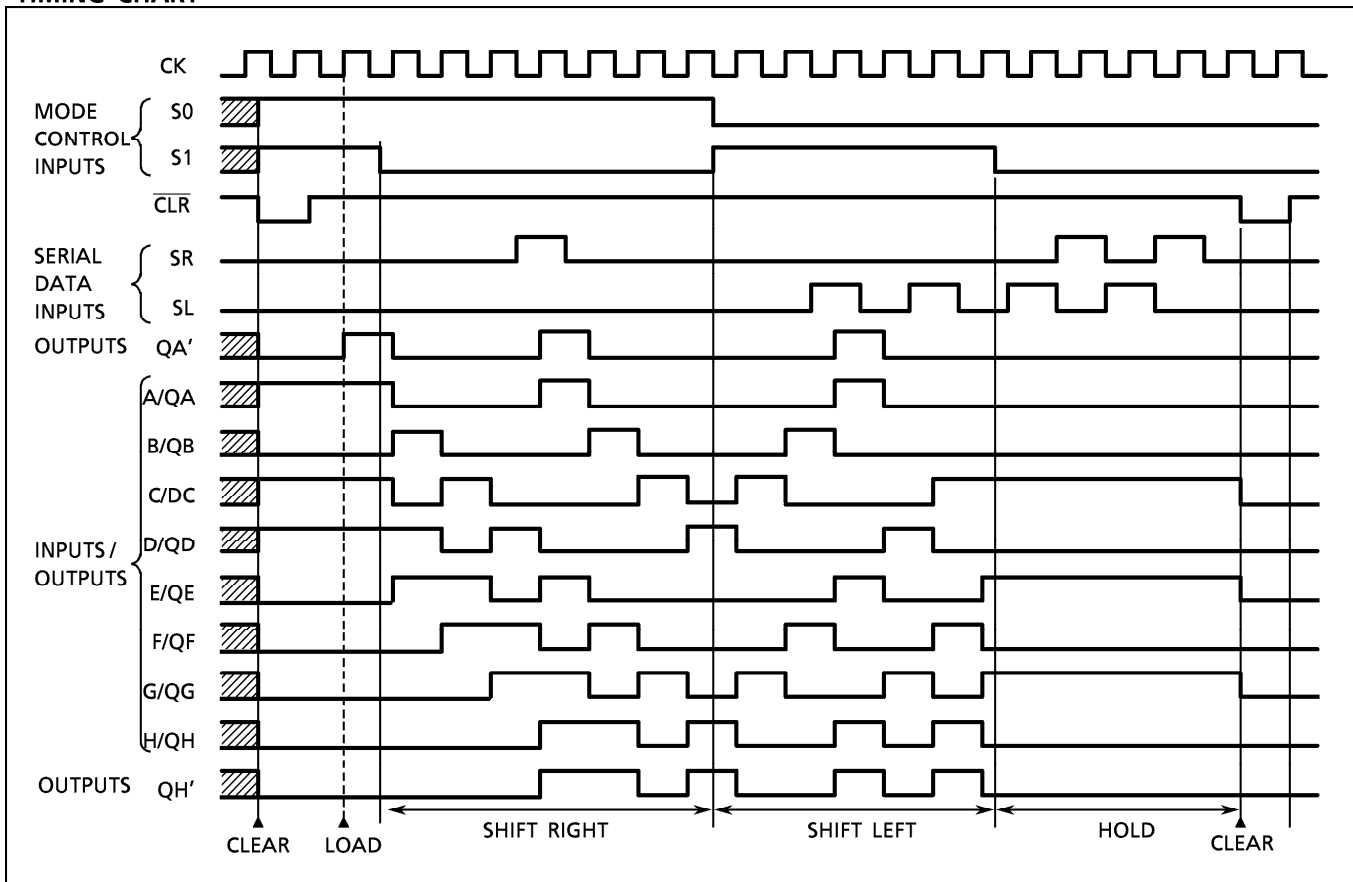 TIMING CHART
CK
MODE
CONTROL
INPUTS
S0
S1
CLR
SERIAL
DATA
INPUTS
SR
SL
OUTPUTS QA'
INPUTS /
OUTPUTS
A/QA
B/QB
C/DC
D/QD
E/QE
F/QF
G/QG
H/QH
OUTPUTS QH'
SHIFT RIGHT
SHIFT LEFT
HOLD
CLEAR
LOAD
CLEAR